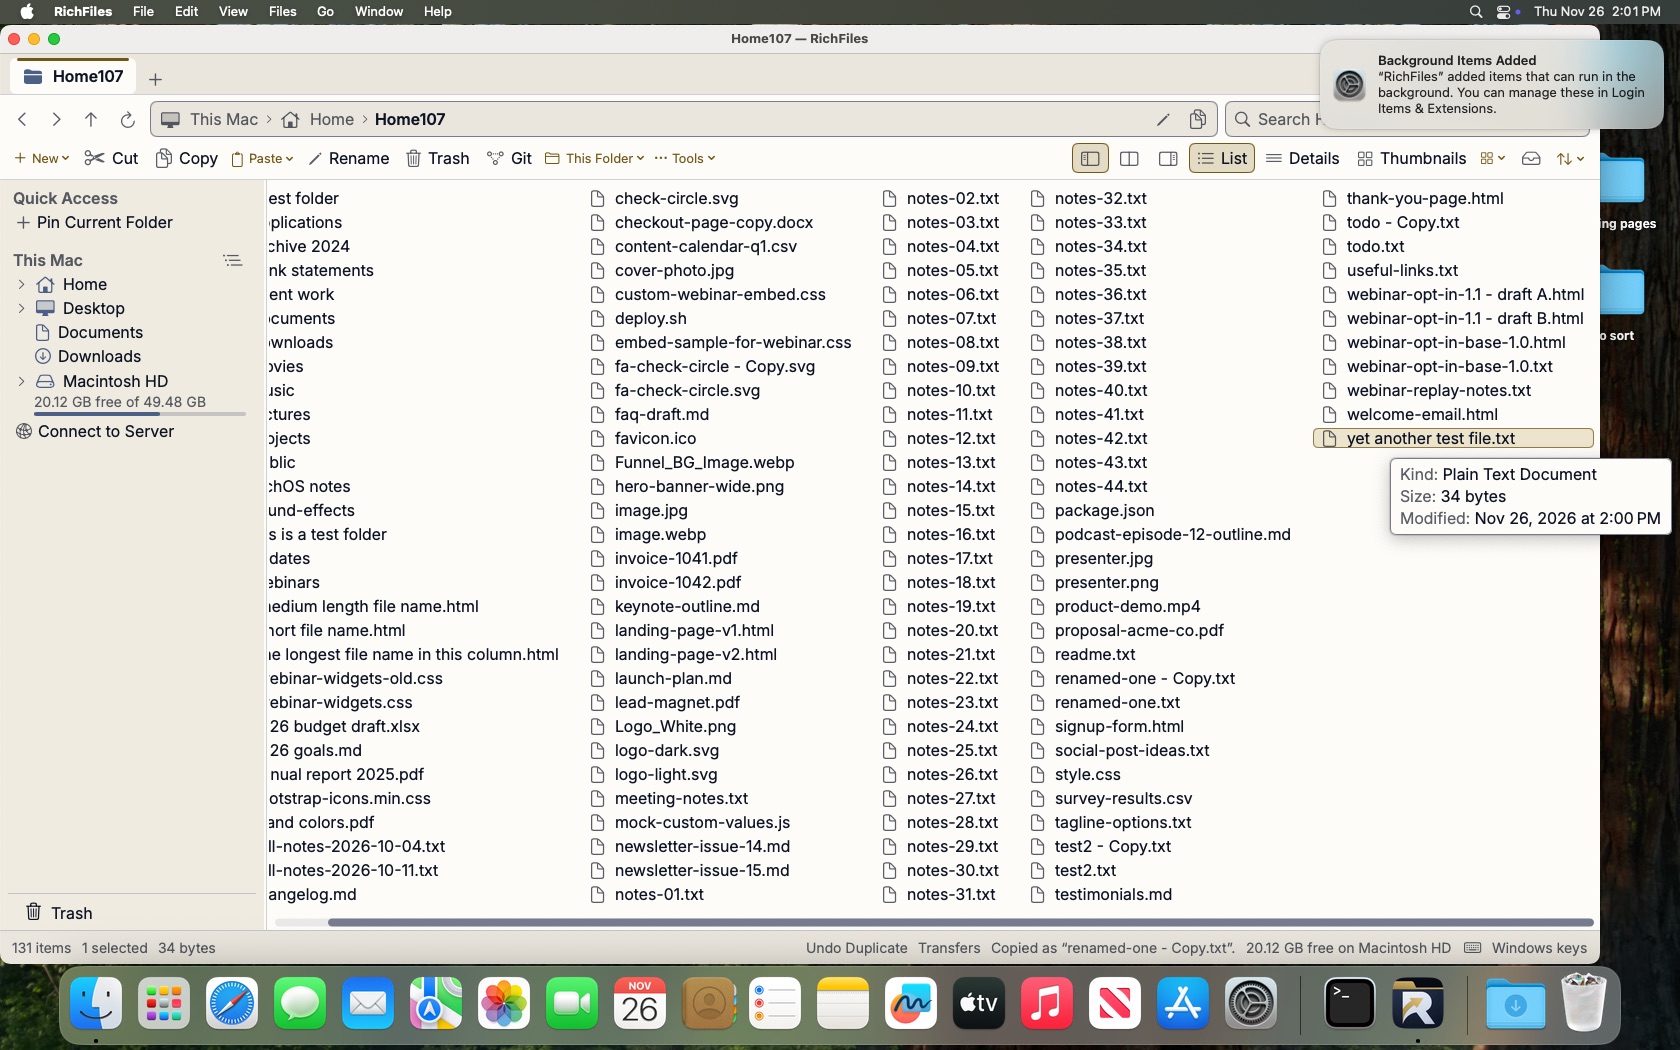 RichFiles File Edit View Files Go Window Help Thu Nov 26 2:01 PM
Home107 — RichFiles
Background Items Added
“RichFiles” added items that can run in the background. You can manage these in Login Items & Extensions.
Home107
This Mac Home Home107
Search
New Cut Copy Paste Rename Trash Git This Folder Tools List Details Thumbnails
Quick Access
Pin Current Folder
This Mac
Home
Desktop
Documents
Downloads
Macintosh HD
20.12 GB free of 49.48 GB
Connect to Server
Trash
est folder
plications
chive 2024
nk statements
ent work
cuments
wnloads
vies
usic
ctures
ojects
blic
chOS notes
und-effects
s is a test folder
dates
ebinars
edium length file name.html
ort file name.html
e longest file name in this column.html
ebinar-widgets-old.css
ebinar-widgets.css
26 budget draft.xlsx
26 goals.md
nual report 2025.pdf
otstrap-icons.min.css
and colors.pdf
ll-notes-2026-10-04.txt
ll-notes-2026-10-11.txt
angelog.md
check-circle.svg
checkout-page-copy.docx
content-calendar-q1.csv
cover-photo.jpg
custom-webinar-embed.css
deploy.sh
embed-sample-for-webinar.css
fa-check-circle - Copy.svg
fa-check-circle.svg
faq-draft.md
favicon.ico
Funnel_BG_Image.webp
hero-banner-wide.png
image.jpg
image.webp
invoice-1041.pdf
invoice-1042.pdf
keynote-outline.md
landing-page-v1.html
landing-page-v2.html
launch-plan.md
lead-magnet.pdf
Logo_White.png
logo-dark.svg
logo-light.svg
meeting-notes.txt
mock-custom-values.js
newsletter-issue-14.md
newsletter-issue-15.md
notes-01.txt
notes-02.txt
notes-03.txt
notes-04.txt
notes-05.txt
notes-06.txt
notes-07.txt
notes-08.txt
notes-09.txt
notes-10.txt
notes-11.txt
notes-12.txt
notes-13.txt
notes-14.txt
notes-15.txt
notes-16.txt
notes-17.txt
notes-18.txt
notes-19.txt
notes-20.txt
notes-21.txt
notes-22.txt
notes-23.txt
notes-24.txt
notes-25.txt
notes-26.txt
notes-27.txt
notes-28.txt
notes-29.txt
notes-30.txt
notes-31.txt
notes-32.txt
notes-33.txt
notes-34.txt
notes-35.txt
notes-36.txt
notes-37.txt
notes-38.txt
notes-39.txt
notes-40.txt
notes-41.txt
notes-42.txt
notes-43.txt
notes-44.txt
package.json
podcast-episode-12-outline.md
presenter.jpg
presenter.png
product-demo.mp4
proposal-acme-co.pdf
readme.txt
renamed-one - Copy.txt
renamed-one.txt
signup-form.html
social-post-ideas.txt
style.css
survey-results.csv
tagline-options.txt
test2 - Copy.txt
test2.txt
testimonials.md
thank-you-page.html
todo - Copy.txt
todo.txt
useful-links.txt
webinar-opt-in-1.1 - draft A.html
webinar-opt-in-1.1 - draft B.html
webinar-opt-in-base-1.0.html
webinar-opt-in-base-1.0.txt
webinar-replay-notes.txt
welcome-email.html
yet another test file.txt
Kind: Plain Text Document
Size: 34 bytes
Modified: Nov 26, 2026 at 2:00 PM
ng pages
o sort
131 items 1 selected 34 bytes Undo Duplicate Transfers Copied as “renamed-one - Copy.txt”. 20.12 GB free on Macintosh HD Windows keys
NOV
26
tv